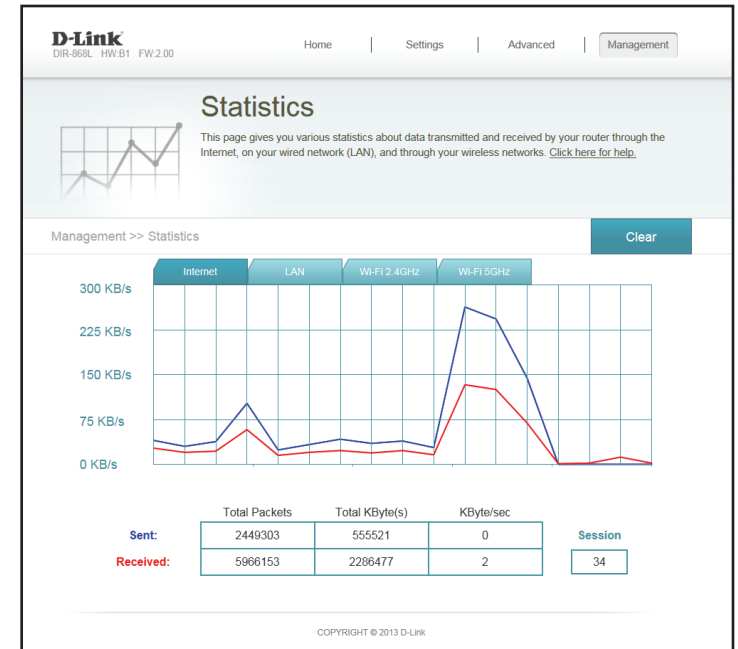 D-Link
DIR-868L HW:B1 FW:2.00
Home Settings Advanced Management
Statistics
This page gives you various statistics about data transmitted and received by your router through the
Internet, on your wired network (LAN), and through your wireless networks. Click here for help.
Management >> Statistics
Clear
Internet LAN Wi-Fi 2.4GHz Wi-Fi 5GHz
300 KB/s
225 KB/s
150 KB/s
75 KB/s
0 KB/s
Total Packets Total KByte(s) KByte/sec
Sent: 2449303 555521 0 Session
Received: 5966153 2286477 2 34
COPYRIGHT © 2013 D-Link